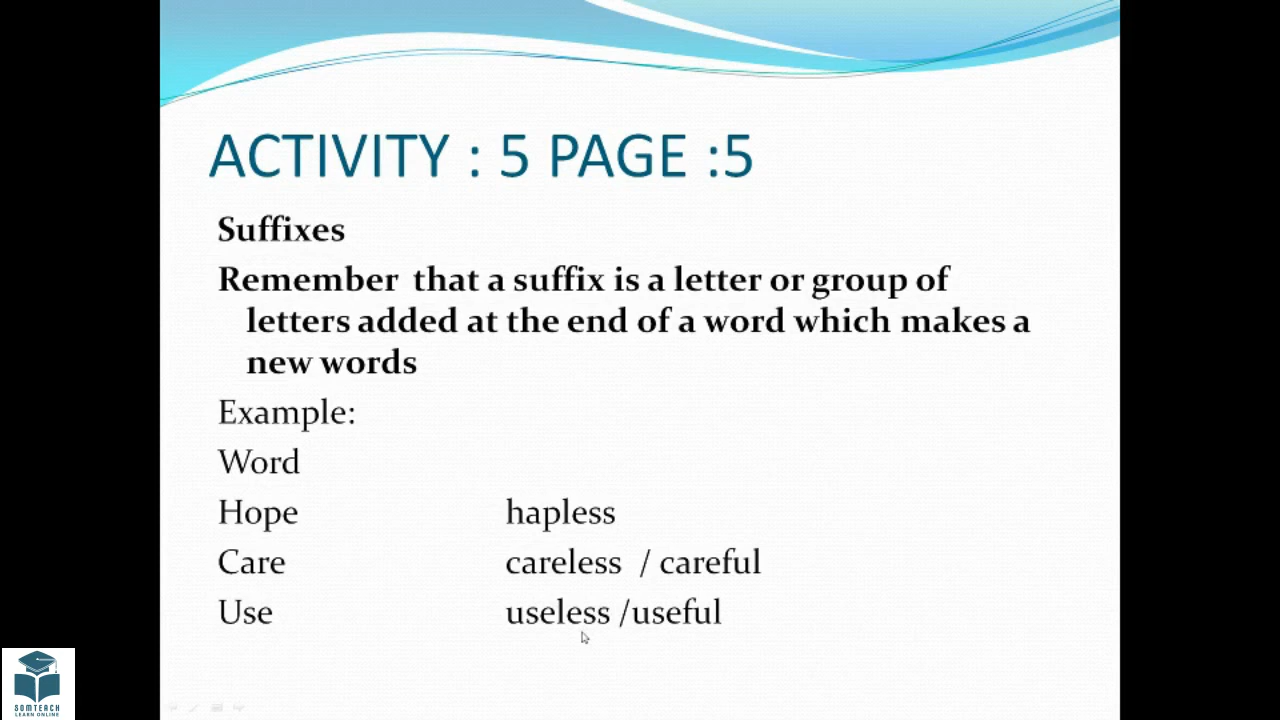 ACTIVITY : 5 PAGE :5
Suffixes
Remember that a suffix is a letter or group of
letters added at the end of a word which makes a
new words
Example:
Word
Hope hapless
Care careless / careful
Use useless /useful
SOMTEACH
LEARN ONLINE